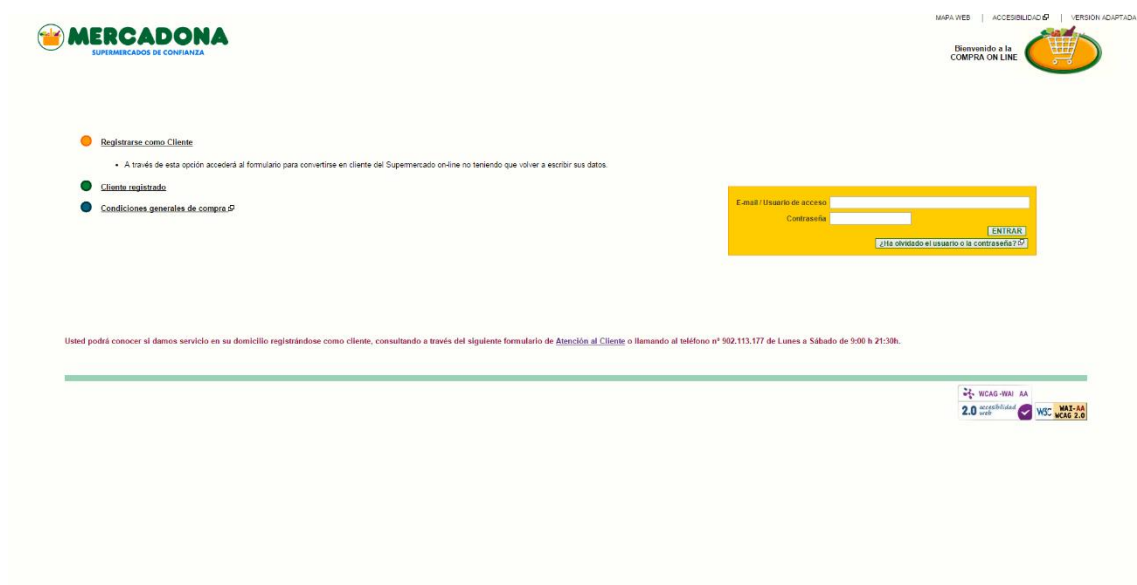 MAPA WEB | ACCESIBILIDAD | VERSION ADAPTADA
MERCADONA
SUPERMERCADOS DE CONFIANZA
Bienvenido a la
COMPRA ON LINE
Registrarse como Cliente
• A través de esta opción accederá al formulario para convertirse en cliente del Supermercado on-line no teniendo que volver a escribir sus datos.
Cliente registrado
Condiciones generales de compra
E-mail / Usuario de acceso
Contraseña
ENTRAR
¿Ha olvidado el usuario o la contraseña?
Usted podrá conocer si damos servicio en su domicilio registrándose como cliente, consultando a través del siguiente formulario de Atención al Cliente o llamando al teléfono nº 902.113.177 de Lunes a Sábado de 9:00 h 21:30h.
WCAG-WAI AA
2.0 accesibilidad web
W3C WAI-AA
WCAG 2.0